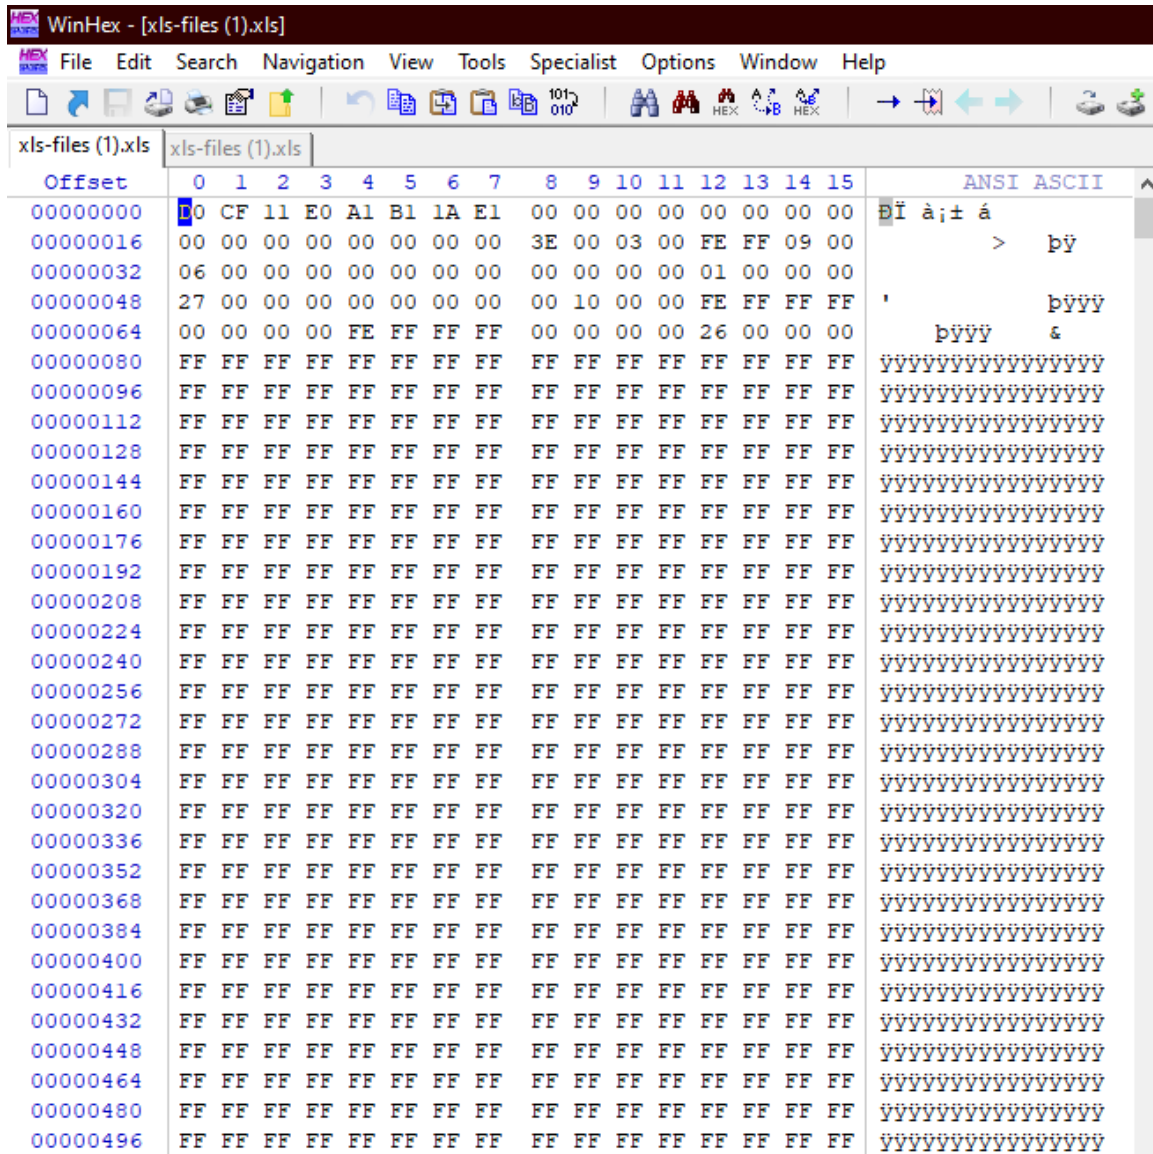 WinHex - [xls-files (1).xls]
File Edit Search Navigation View Tools Specialist Options Window Help
xls-files (1).xls xls-files (1).xls
Offset 0 1 2 3 4 5 6 7 8 9 10 11 12 13 14 15 ANSI ASCII
00000000 D0 CF 11 E0 A1 B1 1A E1 00 00 00 00 00 00 00 00 ÐÏ à¡± á
00000016 00 00 00 00 00 00 00 00 3E 00 03 00 FE FF 09 00 > þÿ
00000032 06 00 00 00 00 00 00 00 00 00 00 00 01 00 00 00
00000048 27 00 00 00 00 00 00 00 00 10 00 00 FE FF FF FF ' þÿÿÿ
00000064 00 00 00 00 FE FF FF FF 00 00 00 00 26 00 00 00 þÿÿÿ &
00000080 FF FF FF FF FF FF FF FF FF FF FF FF FF FF FF FF ÿÿÿÿÿÿÿÿÿÿÿÿÿÿÿÿ
00000096 FF FF FF FF FF FF FF FF FF FF FF FF FF FF FF FF ÿÿÿÿÿÿÿÿÿÿÿÿÿÿÿÿ
00000112 FF FF FF FF FF FF FF FF FF FF FF FF FF FF FF FF ÿÿÿÿÿÿÿÿÿÿÿÿÿÿÿÿ
00000128 FF FF FF FF FF FF FF FF FF FF FF FF FF FF FF FF ÿÿÿÿÿÿÿÿÿÿÿÿÿÿÿÿ
00000144 FF FF FF FF FF FF FF FF FF FF FF FF FF FF FF FF ÿÿÿÿÿÿÿÿÿÿÿÿÿÿÿÿ
00000160 FF FF FF FF FF FF FF FF FF FF FF FF FF FF FF FF ÿÿÿÿÿÿÿÿÿÿÿÿÿÿÿÿ
00000176 FF FF FF FF FF FF FF FF FF FF FF FF FF FF FF FF ÿÿÿÿÿÿÿÿÿÿÿÿÿÿÿÿ
00000192 FF FF FF FF FF FF FF FF FF FF FF FF FF FF FF FF ÿÿÿÿÿÿÿÿÿÿÿÿÿÿÿÿ
00000208 FF FF FF FF FF FF FF FF FF FF FF FF FF FF FF FF ÿÿÿÿÿÿÿÿÿÿÿÿÿÿÿÿ
00000224 FF FF FF FF FF FF FF FF FF FF FF FF FF FF FF FF ÿÿÿÿÿÿÿÿÿÿÿÿÿÿÿÿ
00000240 FF FF FF FF FF FF FF FF FF FF FF FF FF FF FF FF ÿÿÿÿÿÿÿÿÿÿÿÿÿÿÿÿ
00000256 FF FF FF FF FF FF FF FF FF FF FF FF FF FF FF FF ÿÿÿÿÿÿÿÿÿÿÿÿÿÿÿÿ
00000272 FF FF FF FF FF FF FF FF FF FF FF FF FF FF FF FF ÿÿÿÿÿÿÿÿÿÿÿÿÿÿÿÿ
00000288 FF FF FF FF FF FF FF FF FF FF FF FF FF FF FF FF ÿÿÿÿÿÿÿÿÿÿÿÿÿÿÿÿ
00000304 FF FF FF FF FF FF FF FF FF FF FF FF FF FF FF FF ÿÿÿÿÿÿÿÿÿÿÿÿÿÿÿÿ
00000320 FF FF FF FF FF FF FF FF FF FF FF FF FF FF FF FF ÿÿÿÿÿÿÿÿÿÿÿÿÿÿÿÿ
00000336 FF FF FF FF FF FF FF FF FF FF FF FF FF FF FF FF ÿÿÿÿÿÿÿÿÿÿÿÿÿÿÿÿ
00000352 FF FF FF FF FF FF FF FF FF FF FF FF FF FF FF FF ÿÿÿÿÿÿÿÿÿÿÿÿÿÿÿÿ
00000368 FF FF FF FF FF FF FF FF FF FF FF FF FF FF FF FF ÿÿÿÿÿÿÿÿÿÿÿÿÿÿÿÿ
00000384 FF FF FF FF FF FF FF FF FF FF FF FF FF FF FF FF ÿÿÿÿÿÿÿÿÿÿÿÿÿÿÿÿ
00000400 FF FF FF FF FF FF FF FF FF FF FF FF FF FF FF FF ÿÿÿÿÿÿÿÿÿÿÿÿÿÿÿÿ
00000416 FF FF FF FF FF FF FF FF FF FF FF FF FF FF FF FF ÿÿÿÿÿÿÿÿÿÿÿÿÿÿÿÿ
00000432 FF FF FF FF FF FF FF FF FF FF FF FF FF FF FF FF ÿÿÿÿÿÿÿÿÿÿÿÿÿÿÿÿ
00000448 FF FF FF FF FF FF FF FF FF FF FF FF FF FF FF FF ÿÿÿÿÿÿÿÿÿÿÿÿÿÿÿÿ
00000464 FF FF FF FF FF FF FF FF FF FF FF FF FF FF FF FF ÿÿÿÿÿÿÿÿÿÿÿÿÿÿÿÿ
00000480 FF FF FF FF FF FF FF FF FF FF FF FF FF FF FF FF ÿÿÿÿÿÿÿÿÿÿÿÿÿÿÿÿ
00000496 FF FF FF FF FF FF FF FF FF FF FF FF FF FF FF FF ÿÿÿÿÿÿÿÿÿÿÿÿÿÿÿÿ